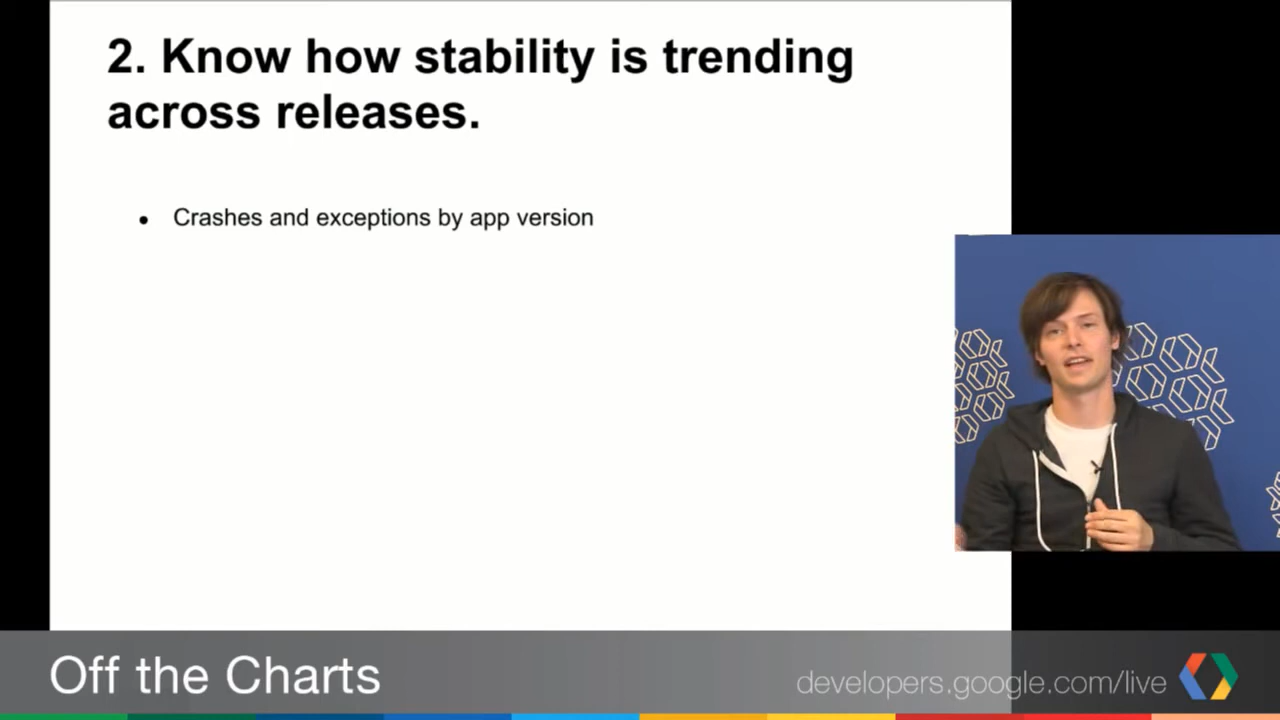 2. Know how stability is trending
across releases.
● Crashes and exceptions by app version
Off the Charts
developers.google.com/live